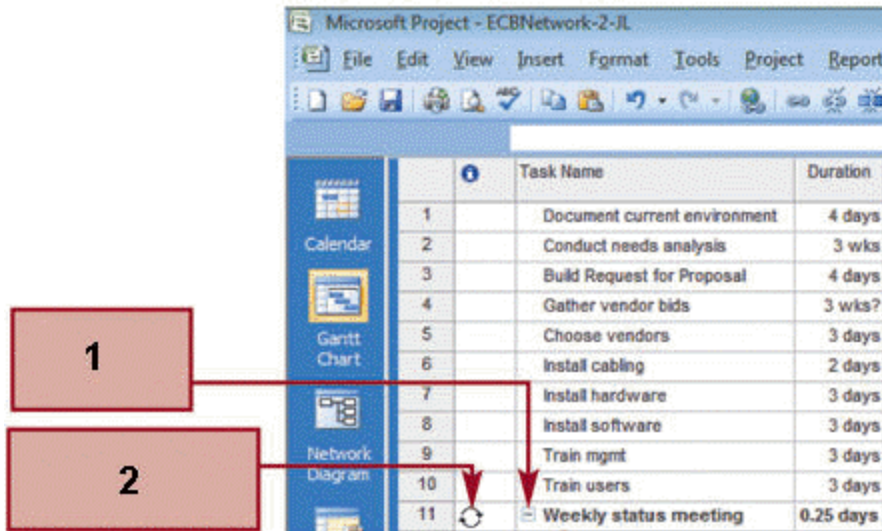 Microsoft Project - ECBNetwork-2-JL
File Edit View Insert Format Tools Project Report
Task Name Duration
Calendar
Gantt
Chart
Network
Diagram
1 Document current environment 4 days
2 Conduct needs analysis 3 wks
3 Build Request for Proposal 4 days
4 Gather vendor bids 3 wks?
5 Choose vendors 3 days
6 Install cabling 2 days
7 Install hardware 3 days
8 Install software 3 days
9 Train mgmt 3 days
10 Train users 3 days
11 Weekly status meeting 0.25 days
1
2